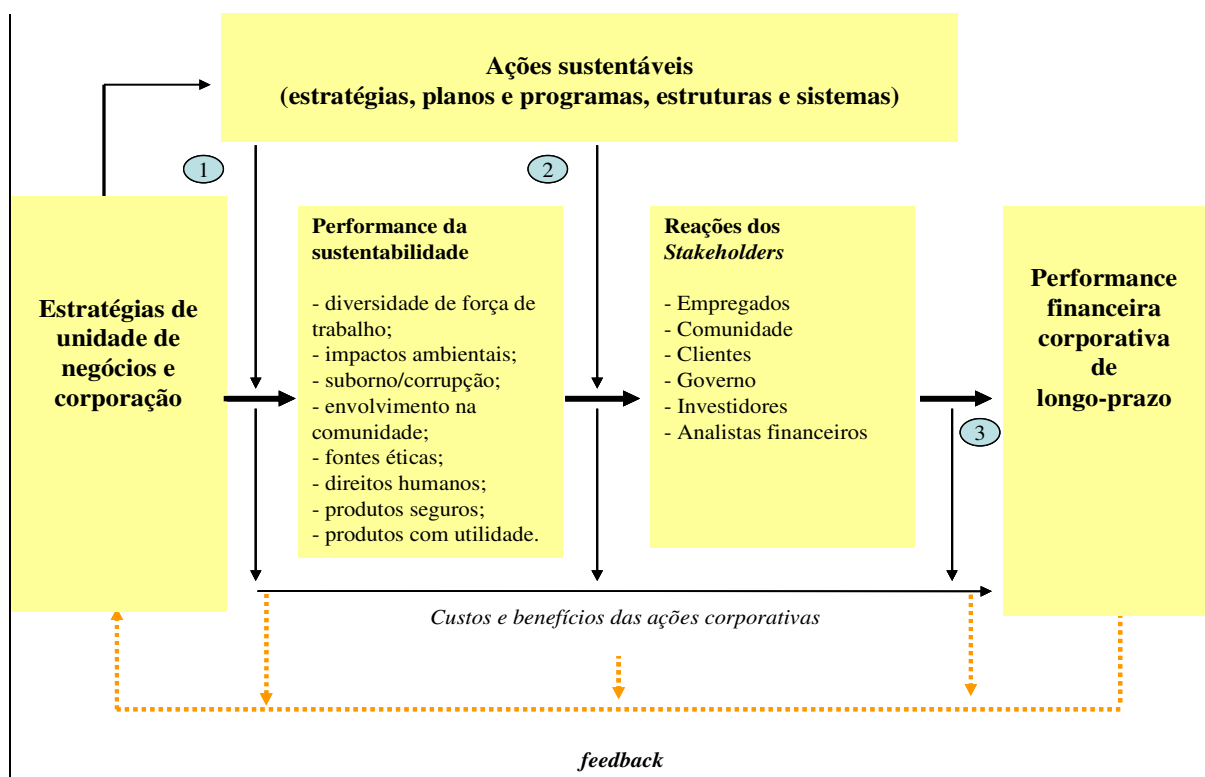 Ações sustentáveis
(estratégias, planos e programas, estruturas e sistemas)
1
2
Estratégias de
unidade de
negócios e
corporação
Performance da
sustentabilidade
- diversidade de força de
trabalho;
- impactos ambientais;
- suborno/corrupção;
- envolvimento na
comunidade;
- fontes éticas;
- direitos humanos;
- produtos seguros;
- produtos com utilidade.
Reações dos
Stakeholders
- Empregados
- Comunidade
- Clientes
- Governo
- Investidores
- Analistas financeiros
3
Performance
financeira
corporativa
de
longo-prazo
Custos e benefícios das ações corporativas
feedback